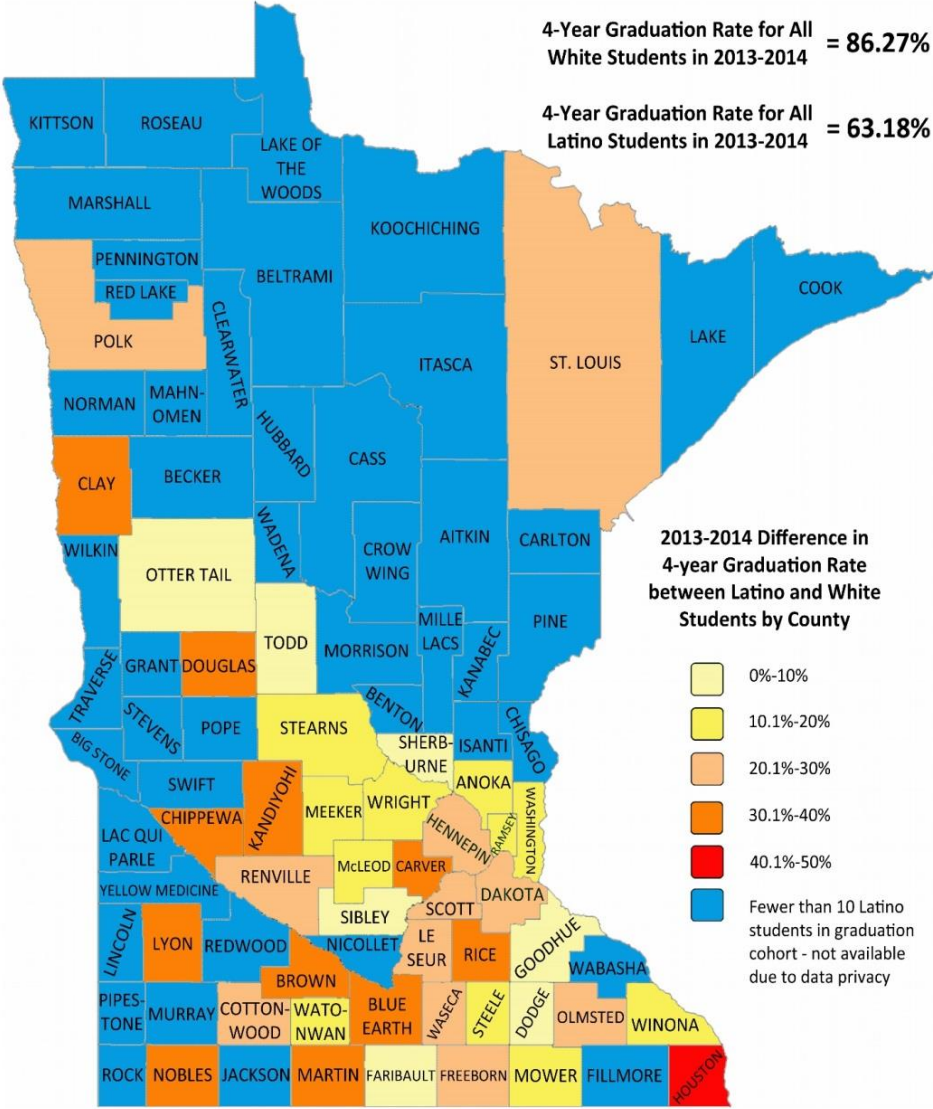 4-Year Graduation Rate for All
White Students in 2013-2014 = 86.27%
4-Year Graduation Rate for All
Latino Students in 2013-2014 = 63.18%
KITTSON
ROSEAU
LAKE OF
THE
WOODS
MARSHALL
KOOCHICHING
PENNINGTON
BELTRAMI
RED LAKE
COOK
CLEARWATER
POLK
LAKE
ITASCA
ST. LOUIS
NORMAN
MAHN-
OMEN
HUBBARD
CASS
CLAY
BECKER
WADENA
AITKIN
CARLTON
WILKIN
CROW
WING
OTTER TAIL
2013-2014 Difference in
4-year Graduation Rate
between Latino and White
Students by County
MILLE
LACS
PINE
TODD
MORRISON
KANABEC
TRAVERSE
GRANT
DOUGLAS
0%-10%
BENTON
STEVENS
POPE
STEARNS
CHISAGO
10.1%-20%
BIG STONE
SHERB-
URNE
ISANTI
20.1%-30%
SWIFT
KANDIYOHI
ANOKA
MEEKER
WRIGHT
WASHINGTON
CHIPPEWA
30.1%-40%
HENNEPIN
RAMSEY
LAC QUI
PARLE
McLEOD
CARVER
40.1%-50%
RENVILLE
YELLOW MEDICINE
DAKOTA
SCOTT
SIBLEY
Fewer than 10 Latino
students in graduation
cohort - not available
due to data privacy
LINCOLN
LYON
REDWOOD
NICOLLET
LE
SEUR
RICE
GOODHUE
WABASHA
BROWN
PIPES-
TONE
MURRAY
COTTON-
WOOD
WATO-
NWAN
BLUE
EARTH
WASECA
STEELE
DODGE
OLMSTED
WINONA
ROCK
NOBLES
JACKSON
MARTIN
FARIBAULT
FREEBORN
MOWER
FILLMORE
HOUSTON